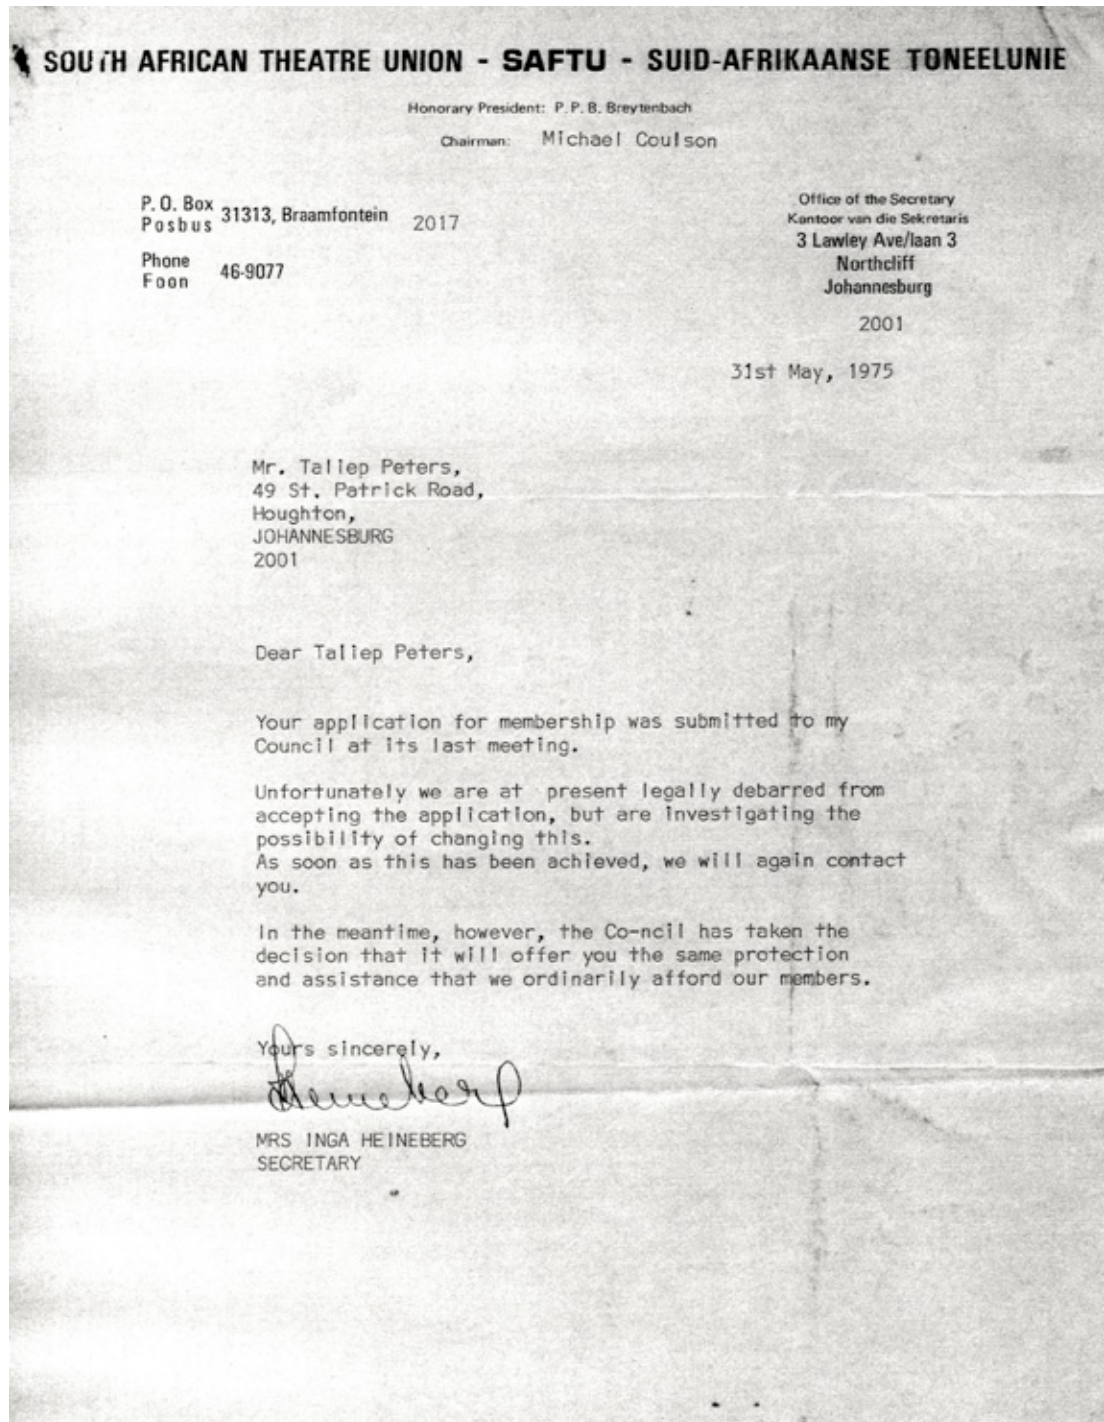 SOUTH AFRICAN THEATRE UNION - SAFTU - SUID-AFRIKAANSE TONEELUNIE
Honorary President: P. P. B. Breytenbach
Chairman: Michael Coulson
P. O. Box
Posbus 31313, Braamfontein 2017
Phone
Foon 46-9077
Office of the Secretary
Kantoor van die Sekretaris
3 Lawley Ave/laan 3
Northcliff
Johannesburg
2001
31st May, 1975
Mr. Taliep Peters,
49 St. Patrick Road,
Houghton,
JOHANNESBURG
2001
Dear Taliep Peters,
Your application for membership was submitted to my
Council at its last meeting.
Unfortunately we are at present legally debarred from
accepting the application, but are investigating the
possibility of changing this.
As soon as this has been achieved, we will again contact
you.
In the meantime, however, the Co-ncil has taken the
decision that it will offer you the same protection
and assistance that we ordinarily afford our members.
Yours sincerely,
Heineberg
MRS INGA HEINEBERG
SECRETARY